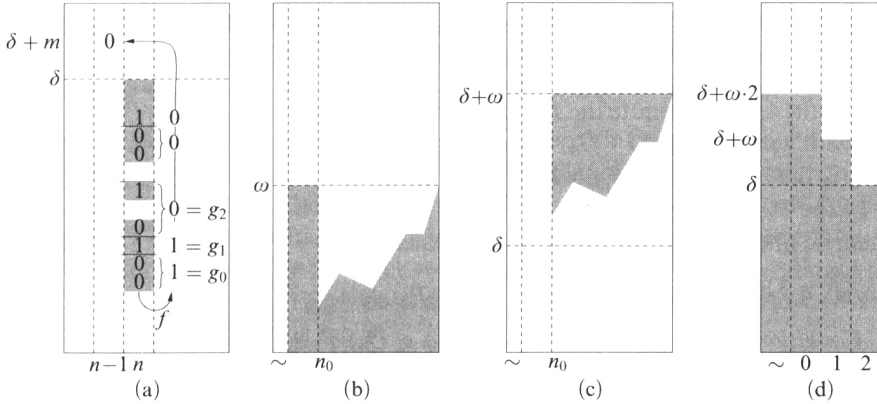 δ + m 0
δ
1 0
0
0 0
1
0 = g₂
0
1 1 = g₁
0
0 1 = g₀
f
n−1 n
(a)
ω
∼ n₀
(b)
δ+ω
δ
∼ n₀
(c)
δ+ω·2
δ+ω
δ
∼ 0 1 2
(d)